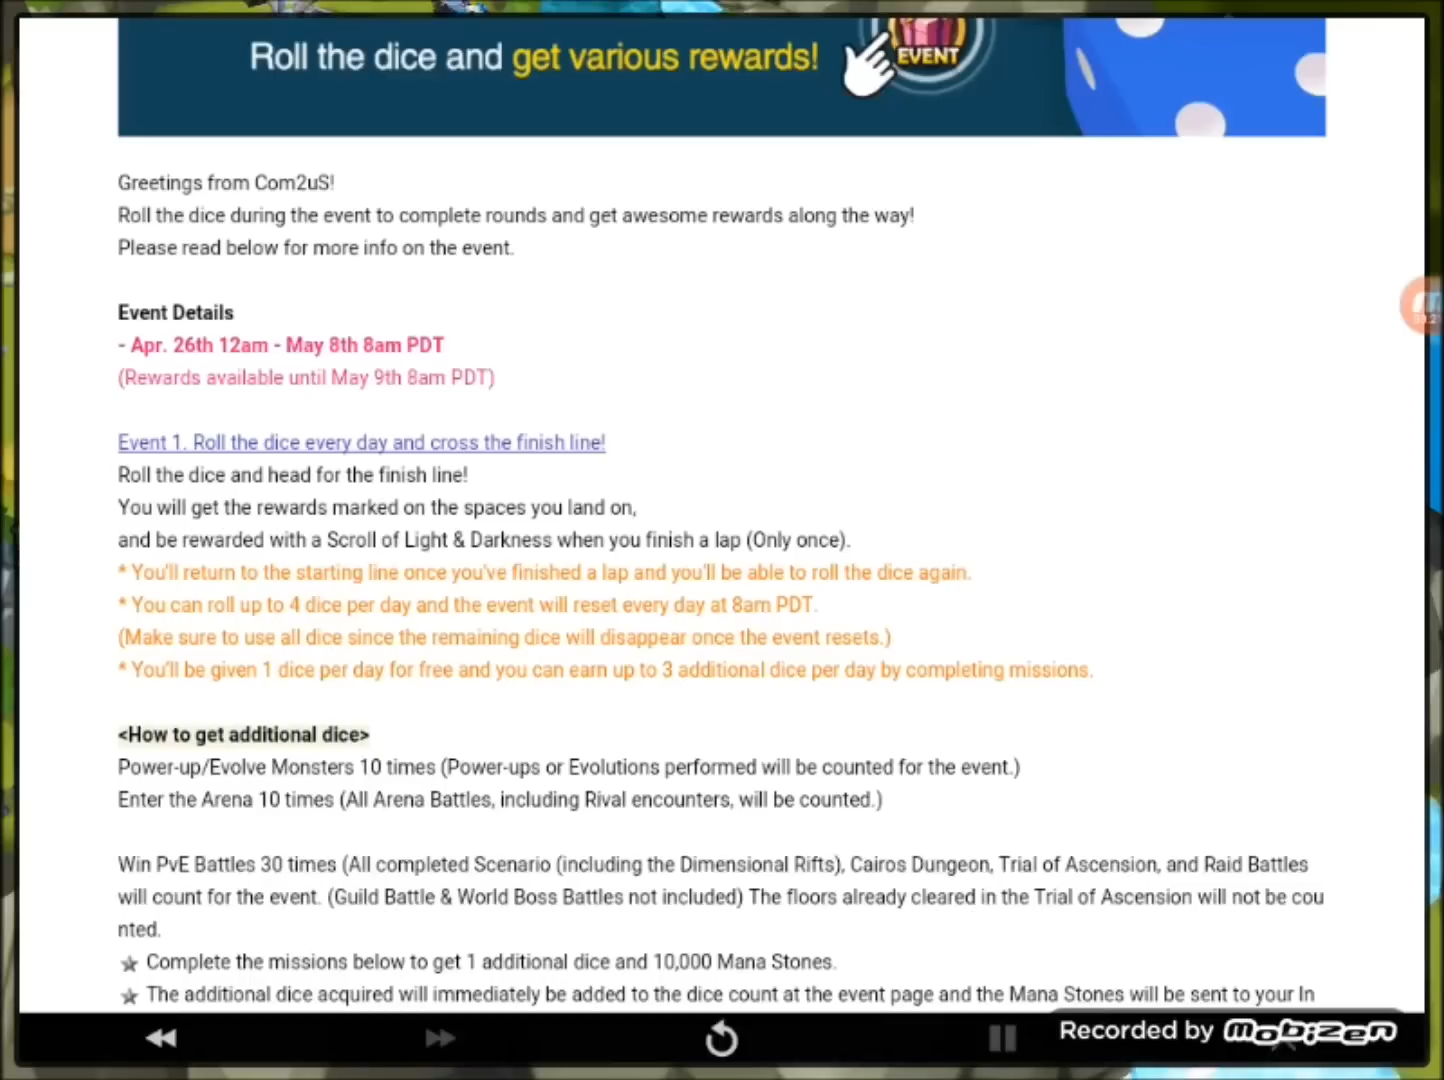 Roll the dice and get various rewards!
EVENT
Greetings from Com2uS!
Roll the dice during the event to complete rounds and get awesome rewards along the way!
Please read below for more info on the event.
Event Details
- Apr. 26th 12am - May 8th 8am PDT
(Rewards available until May 9th 8am PDT)
Event 1. Roll the dice every day and cross the finish line!
Roll the dice and head for the finish line!
You will get the rewards marked on the spaces you land on,
and be rewarded with a Scroll of Light & Darkness when you finish a lap (Only once).
* You'll return to the starting line once you've finished a lap and you'll be able to roll the dice again.
* You can roll up to 4 dice per day and the event will reset every day at 8am PDT.
(Make sure to use all dice since the remaining dice will disappear once the event resets.)
* You'll be given 1 dice per day for free and you can earn up to 3 additional dice per day by completing missions.
<How to get additional dice>
Power-up/Evolve Monsters 10 times (Power-ups or Evolutions performed will be counted for the event.)
Enter the Arena 10 times (All Arena Battles, including Rival encounters, will be counted.)
Win PvE Battles 30 times (All completed Scenario (including the Dimensional Rifts), Cairos Dungeon, Trial of Ascension, and Raid Battles
will count for the event. (Guild Battle & World Boss Battles not included) The floors already cleared in the Trial of Ascension will not be cou
nted.
★ Complete the missions below to get 1 additional dice and 10,000 Mana Stones.
★ The additional dice acquired will immediately be added to the dice count at the event page and the Mana Stones will be sent to your In
Recorded by mobizen